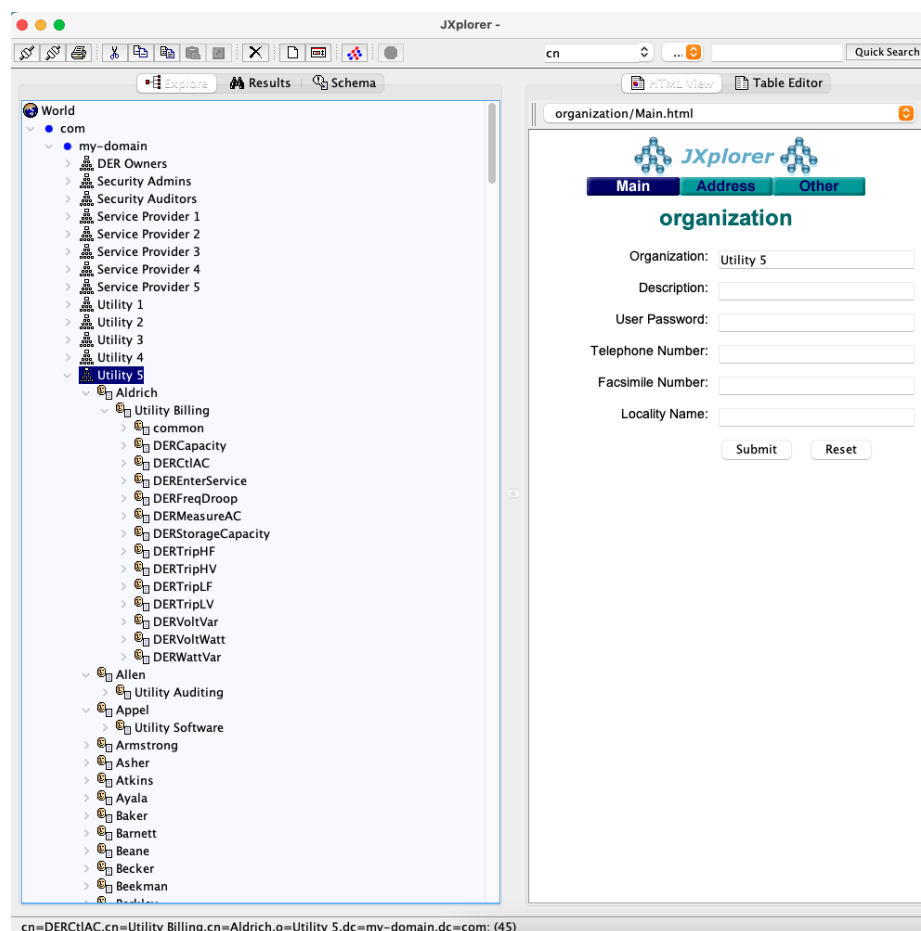 JXplorer -
cn
...
Quick Search
Explore
Results
Schema
HTML View
Table Editor
World
com
my-domain
DER Owners
Security Admins
Security Auditors
Service Provider 1
Service Provider 2
Service Provider 3
Service Provider 4
Service Provider 5
Utility 1
Utility 2
Utility 3
Utility 4
Utility 5
Aldrich
Utility Billing
common
DERCapacity
DERCtlAC
DEREnterService
DERFreqDroop
DERMeasureAC
DERStorageCapacity
DERTripHF
DERTripHV
DERTripLF
DERTripLV
DERVoltVar
DERVoltWatt
DERWattVar
Allen
Utility Auditing
Appel
Utility Software
Armstrong
Asher
Atkins
Ayala
Baker
Barnett
Beane
Becker
Beekman
organization/Main.html
JXplorer
Main Address Other
organization
Organization: Utility 5
Description:
User Password:
Telephone Number:
Facsimile Number:
Locality Name:
Submit Reset
cn=DERCtlAC,cn=Utility Billing,cn=Aldrich,o=Utility 5,dc=my-domain,dc=com: (45)